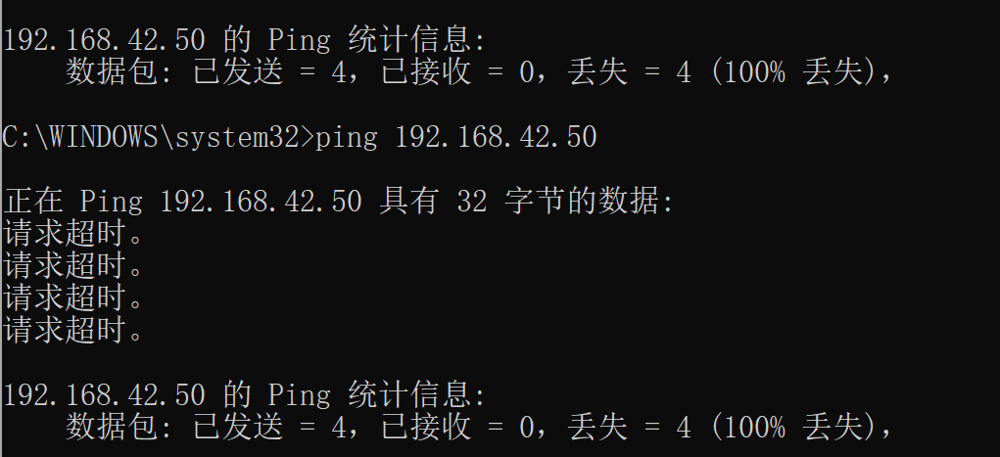 192.168.42.50 的 Ping 统计信息:
数据包: 已发送 = 4，已接收 = 0，丢失 = 4 (100% 丢失)，
C:\WINDOWS\system32>ping 192.168.42.50
正在 Ping 192.168.42.50 具有 32 字节的数据:
请求超时。
请求超时。
请求超时。
请求超时。
192.168.42.50 的 Ping 统计信息:
数据包: 已发送 = 4，已接收 = 0，丢失 = 4 (100% 丢失)，